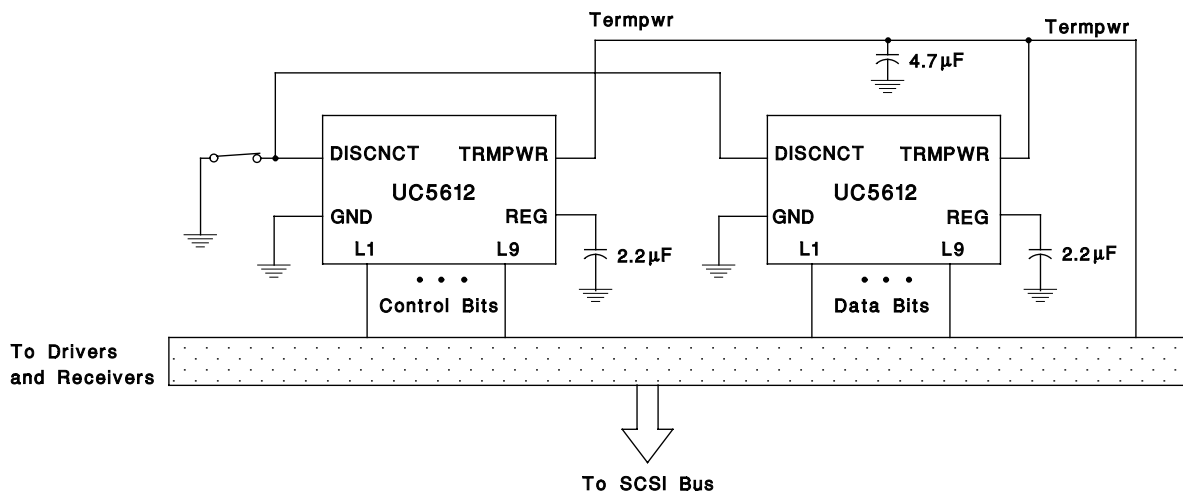 Termpwr
Termpwr
4.7µF
DISCNCT TRMPWR
UC5612
GND
REG
L1 L9
2.2µF
Control Bits
DISCNCT TRMPWR
UC5612
GND
REG
L1 L9
2.2µF
Data Bits
To Drivers
and Receivers
To SCSI Bus